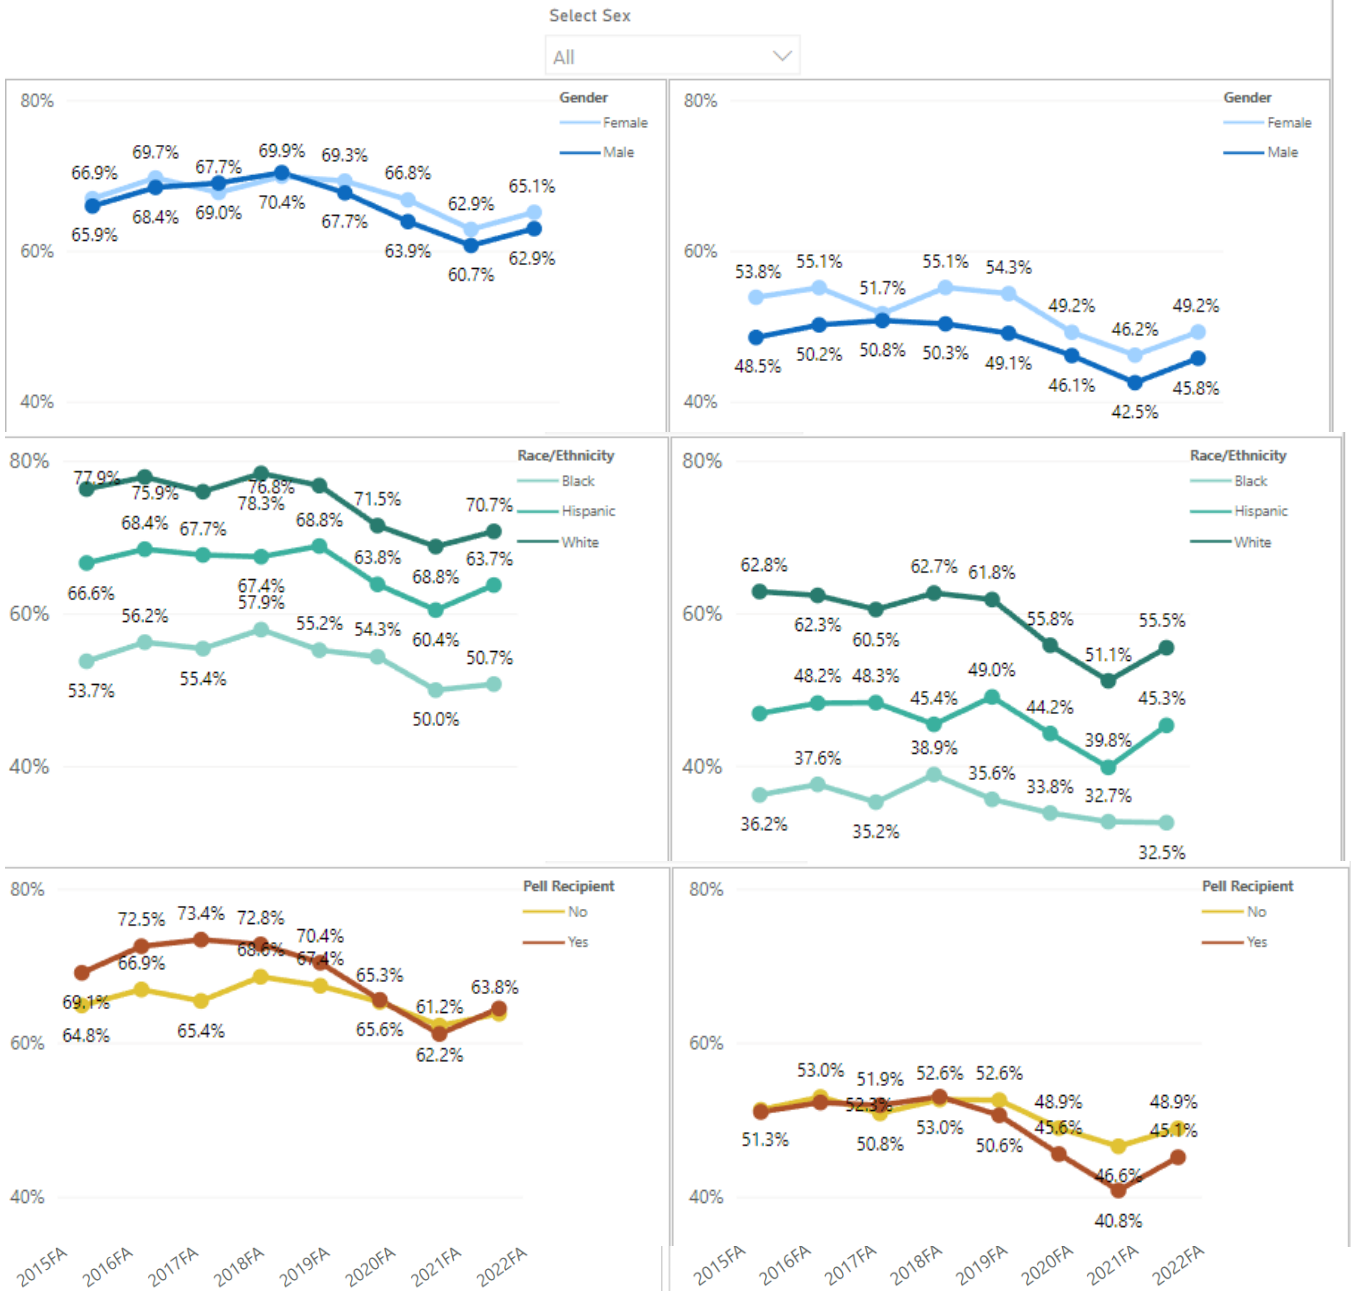 Select Sex
All
80%
60%
40%
Gender
Female
Male
66.9% 69.7% 67.7% 69.9% 69.3% 66.8% 62.9% 65.1%
65.9% 68.4% 69.0% 70.4% 67.7% 63.9% 60.7% 62.9%
80%
60%
40%
Gender
Female
Male
53.8% 55.1% 51.7% 55.1% 54.3% 49.2% 46.2% 49.2%
48.5% 50.2% 50.8% 50.3% 49.1% 46.1% 42.5% 45.8%
80%
60%
40%
Race/Ethnicity
Black
Hispanic
White
77.9% 75.9% 76.8% 78.3% 71.5% 68.8% 70.7%
66.6% 68.4% 67.7% 67.4% 68.8% 63.8% 60.4% 63.7%
53.7% 56.2% 55.4% 57.9% 55.2% 54.3% 50.0% 50.7%
80%
60%
40%
Race/Ethnicity
Black
Hispanic
White
62.8% 62.3% 60.5% 62.7% 61.8% 55.8% 51.1% 55.5%
48.2% 48.3% 45.4% 49.0% 44.2% 39.8% 45.3%
36.2% 37.6% 35.2% 38.9% 35.6% 33.8% 32.7% 32.5%
80%
60%
40%
Pell Recipient
No
Yes
69.1% 72.5% 73.4% 72.8% 70.4% 65.3% 61.2% 63.8%
64.8% 66.9% 65.4% 68.6% 67.4% 65.6% 62.2%
2015FA 2016FA 2017FA 2018FA 2019FA 2020FA 2021FA 2022FA
80%
60%
40%
Pell Recipient
No
Yes
53.0% 51.9% 52.6% 52.6% 48.9% 46.6% 48.9%
51.3% 52.3% 50.8% 53.0% 50.6% 45.6% 40.8% 45.1%
2015FA 2016FA 2017FA 2018FA 2019FA 2020FA 2021FA 2022FA